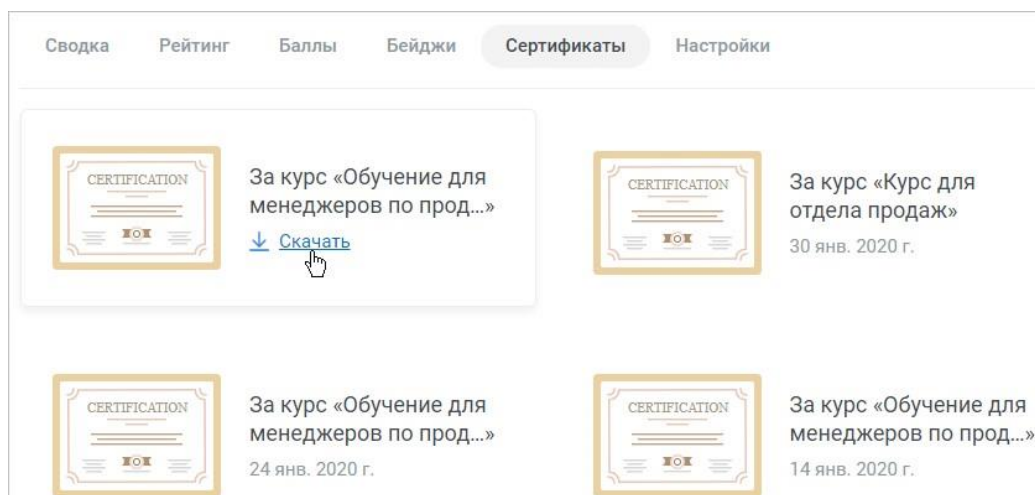 Сводка Рейтинг Баллы Бейджи Сертификаты Настройки
CERTIFICATION
За курс «Обучение для
менеджеров по прод...»
Скачать
CERTIFICATION
За курс «Курс для
отдела продаж»
30 янв. 2020 г.
CERTIFICATION
За курс «Обучение для
менеджеров по прод...»
24 янв. 2020 г.
CERTIFICATION
За курс «Обучение для
менеджеров по прод...»
14 янв. 2020 г.